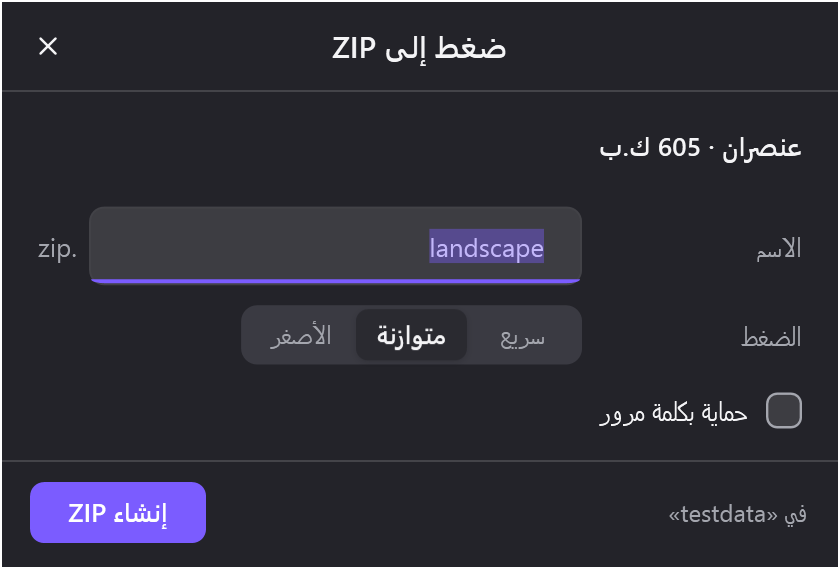 ضغط إلى ZIP
عنصران · 605 ك.ب
الاسم landscape .zip
الضغط سريع متوازنة الأصغر
حماية بكلمة مرور
في «testdata» إنشاء ZIP